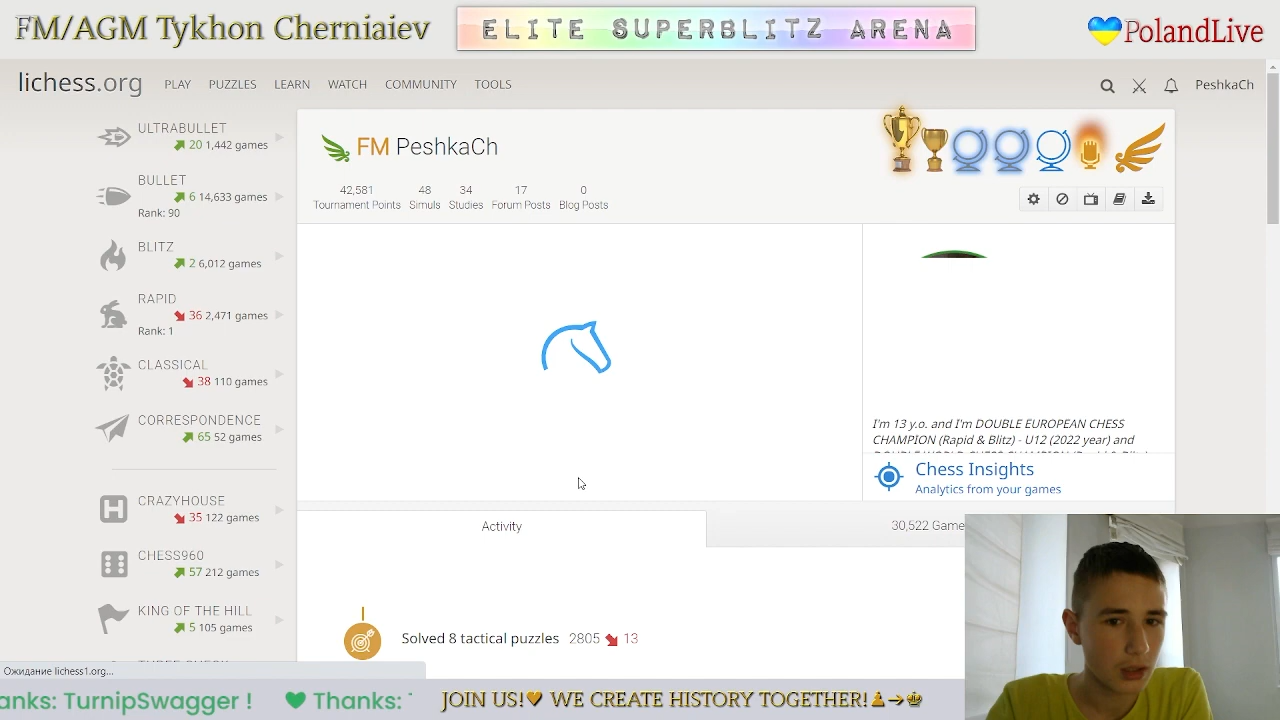 FM/AGM Tykhon Cherniaiev
ELITE SUPERBLITZ ARENA
PolandLive
lichess.org
PLAY
PUZZLES
LEARN
WATCH
COMMUNITY
TOOLS
PeshkaCh
ULTRABULLET
20 1,442 games
BULLET
6 14,633 games
Rank: 90
BLITZ
2 6,012 games
RAPID
36 2,471 games
Rank: 1
CLASSICAL
38 110 games
CORRESPONDENCE
65 52 games
CRAZYHOUSE
35 122 games
CHESS960
57 212 games
KING OF THE HILL
5 105 games
FM PeshkaCh
42,581
Tournament Points
48
Simuls
34
Studies
17
Forum Posts
0
Blog Posts
I'm 13 y.o. and I'm DOUBLE EUROPEAN CHESS
CHAMPION (Rapid & Blitz) - U12 (2022 year) and
Chess Insights
Analytics from your games
Activity
30,522 Game
Solved 8 tactical puzzles 2805 13
Ожидание lichess1.org...
anks: TurnipSwagger !
Thanks:
JOIN US!🧡 WE CREATE HISTORY TOGETHER!♟→♚